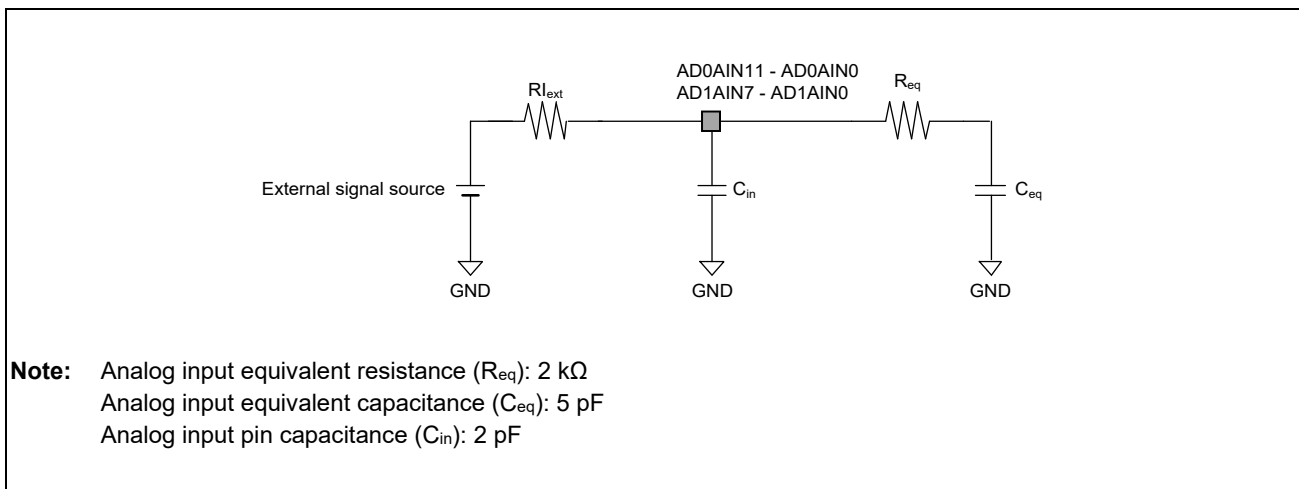 AD0AIN11 - AD0AIN0
AD1AIN7 - AD1AIN0
RIext
Req
External signal source
Cin
Ceq
GND
GND
GND
Note: Analog input equivalent resistance (Req): 2 kΩ
Analog input equivalent capacitance (Ceq): 5 pF
Analog input pin capacitance (Cin): 2 pF